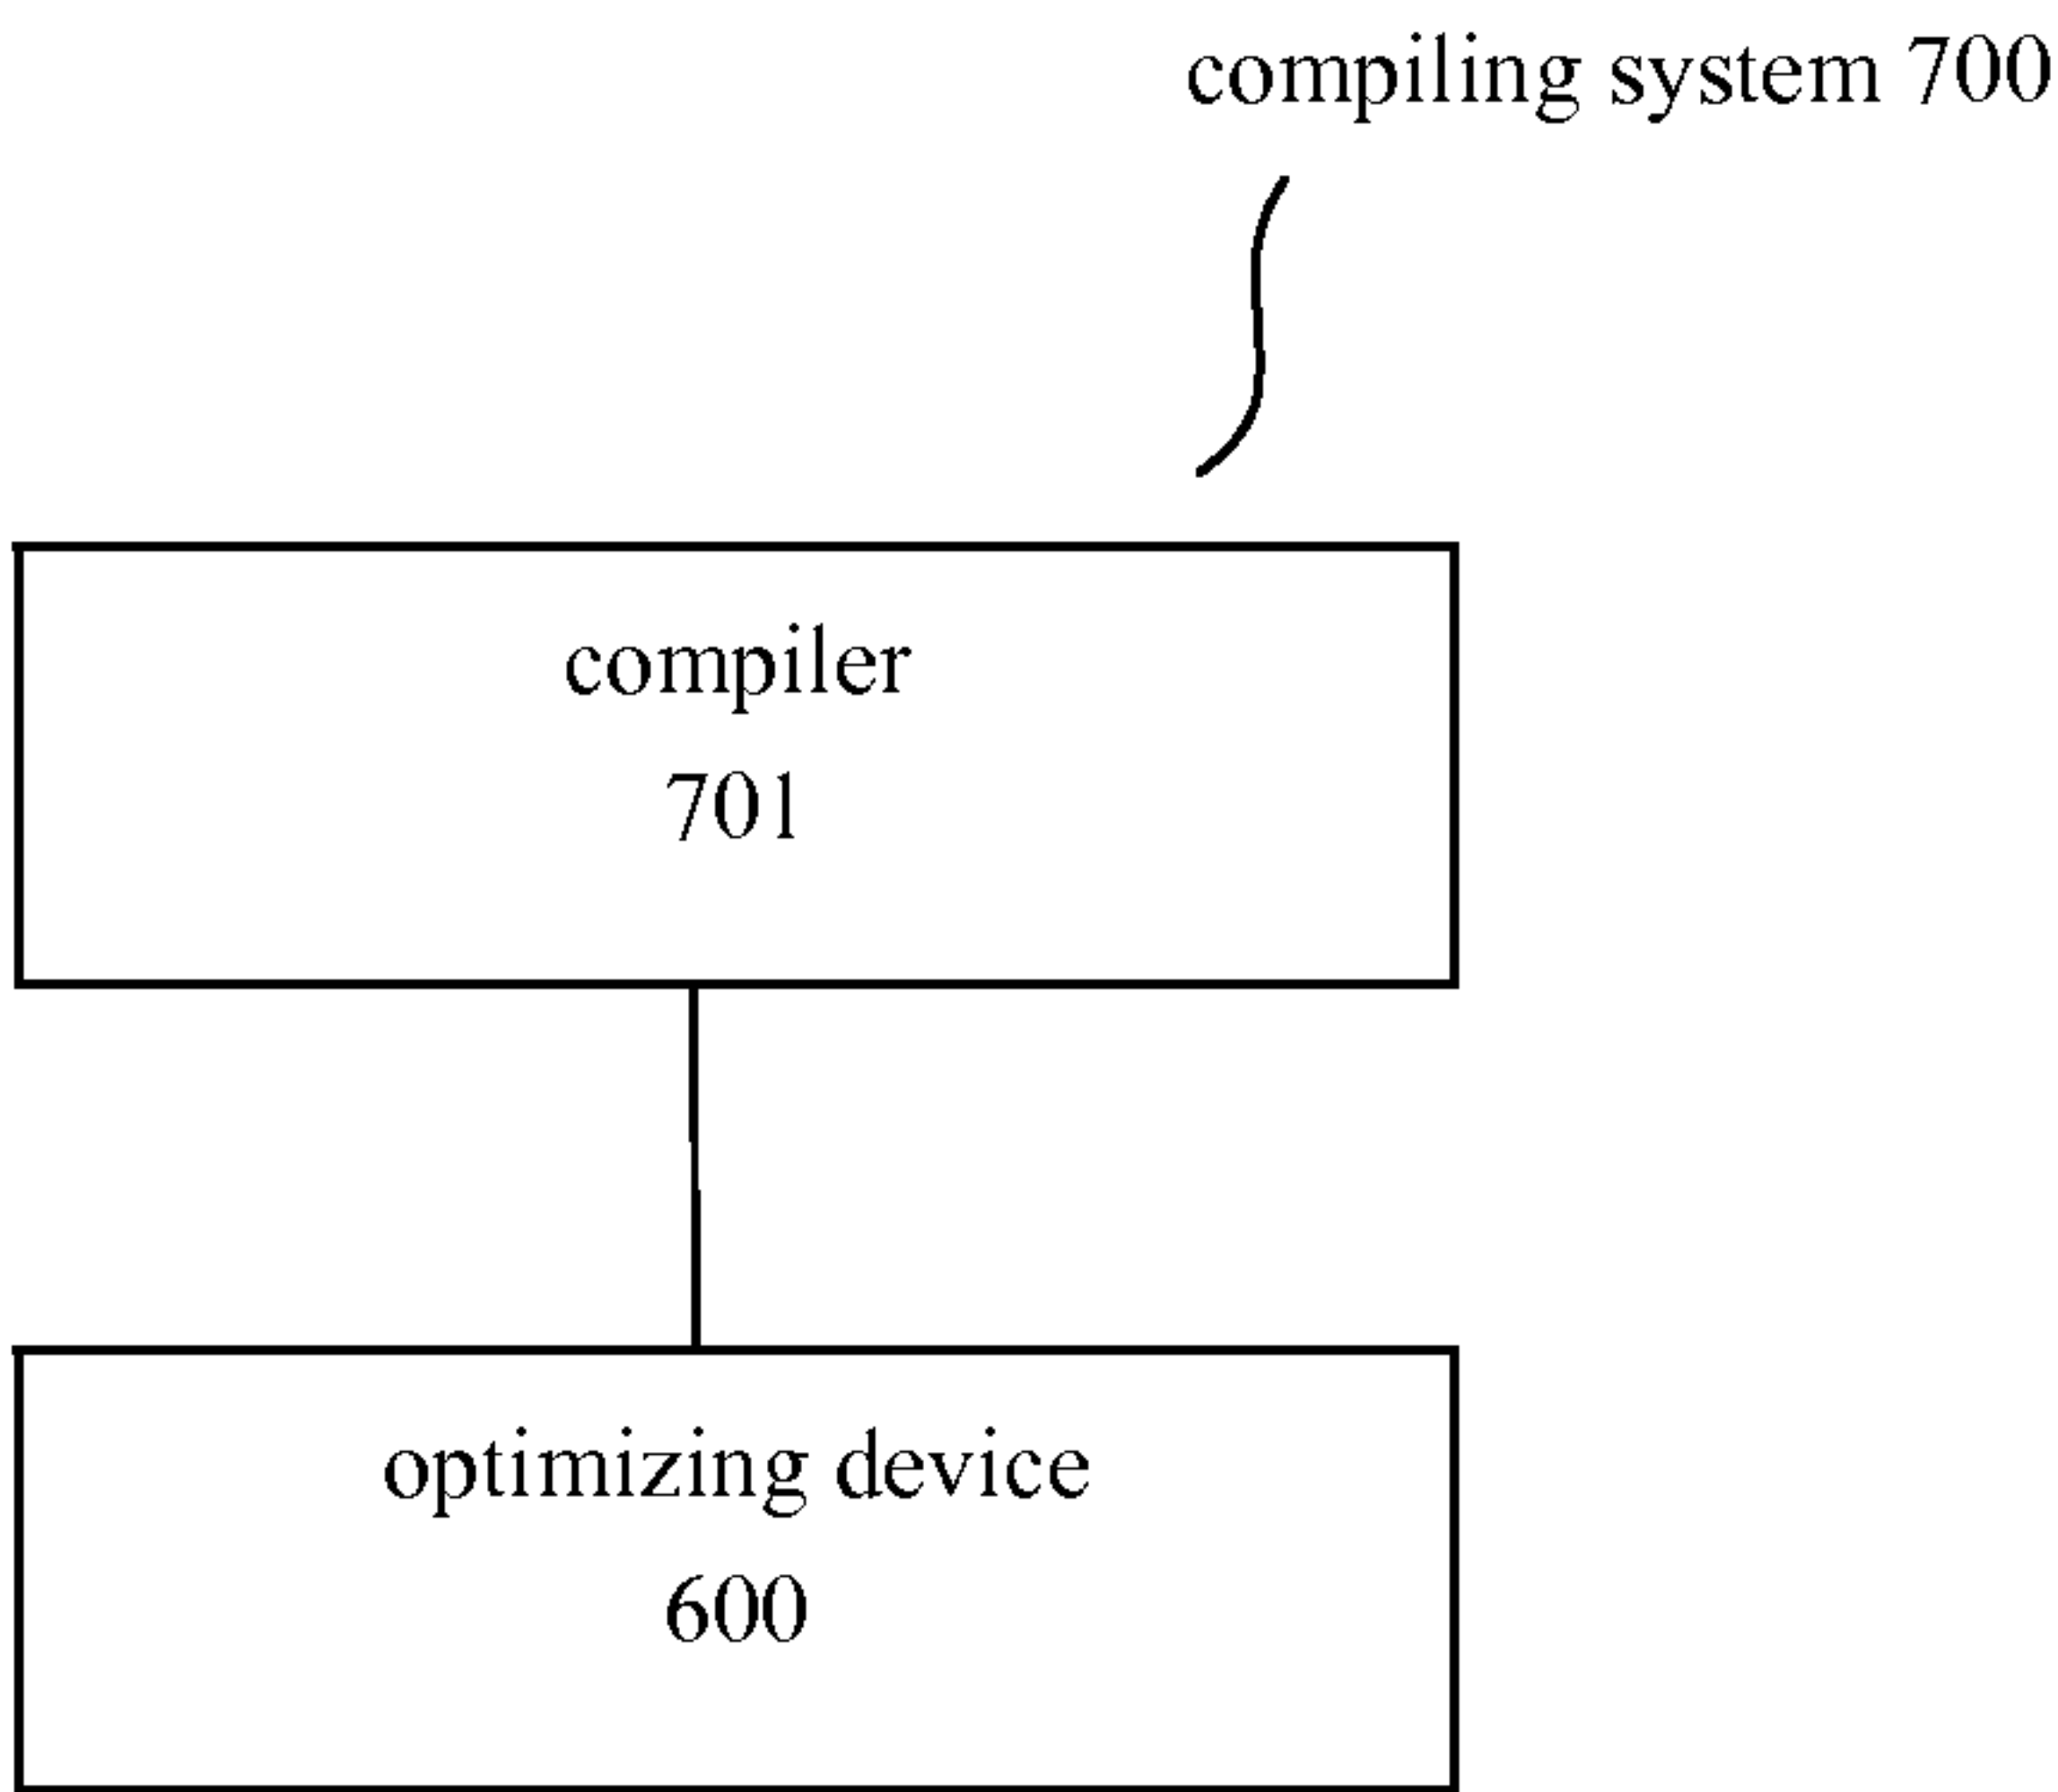 compiling system 700
compiler
701
optimizing device
600